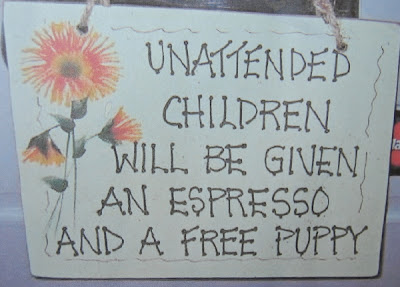 UNATTENDED
CHILDREN
WILL BE GIVEN
AN ESPRESSO
AND A FREE PUPPY